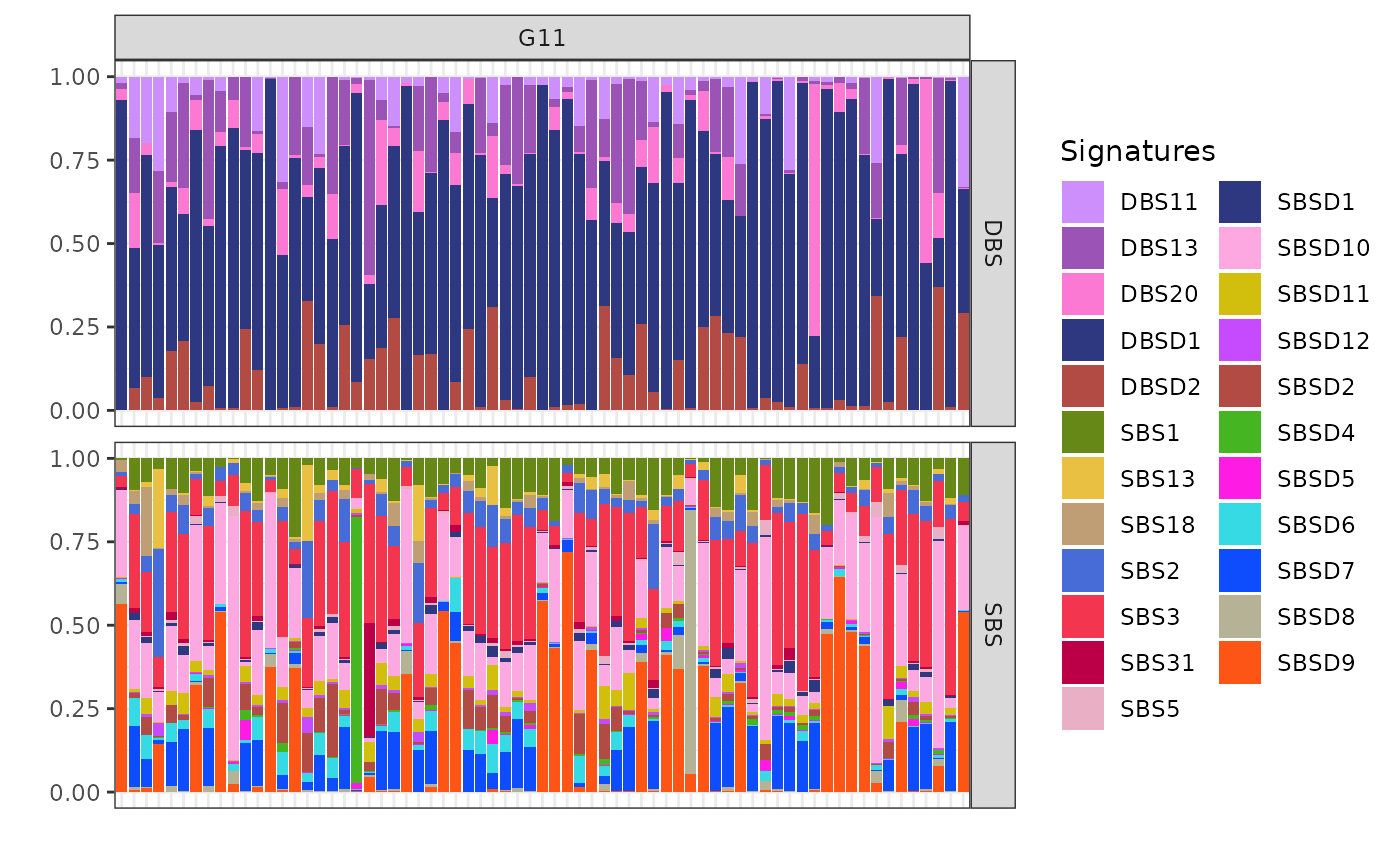 G11
1.00
0.75
0.50
0.25
0.00
DBS
1.00
0.75
0.50
0.25
0.00
SBS
Signatures
DBS11 SBSD1
DBS13 SBSD10
DBS20 SBSD11
DBSD1 SBSD12
DBSD2 SBSD2
SBS1 SBSD4
SBS13 SBSD5
SBS18 SBSD6
SBS2 SBSD7
SBS3 SBSD8
SBS31 SBSD9
SBS5